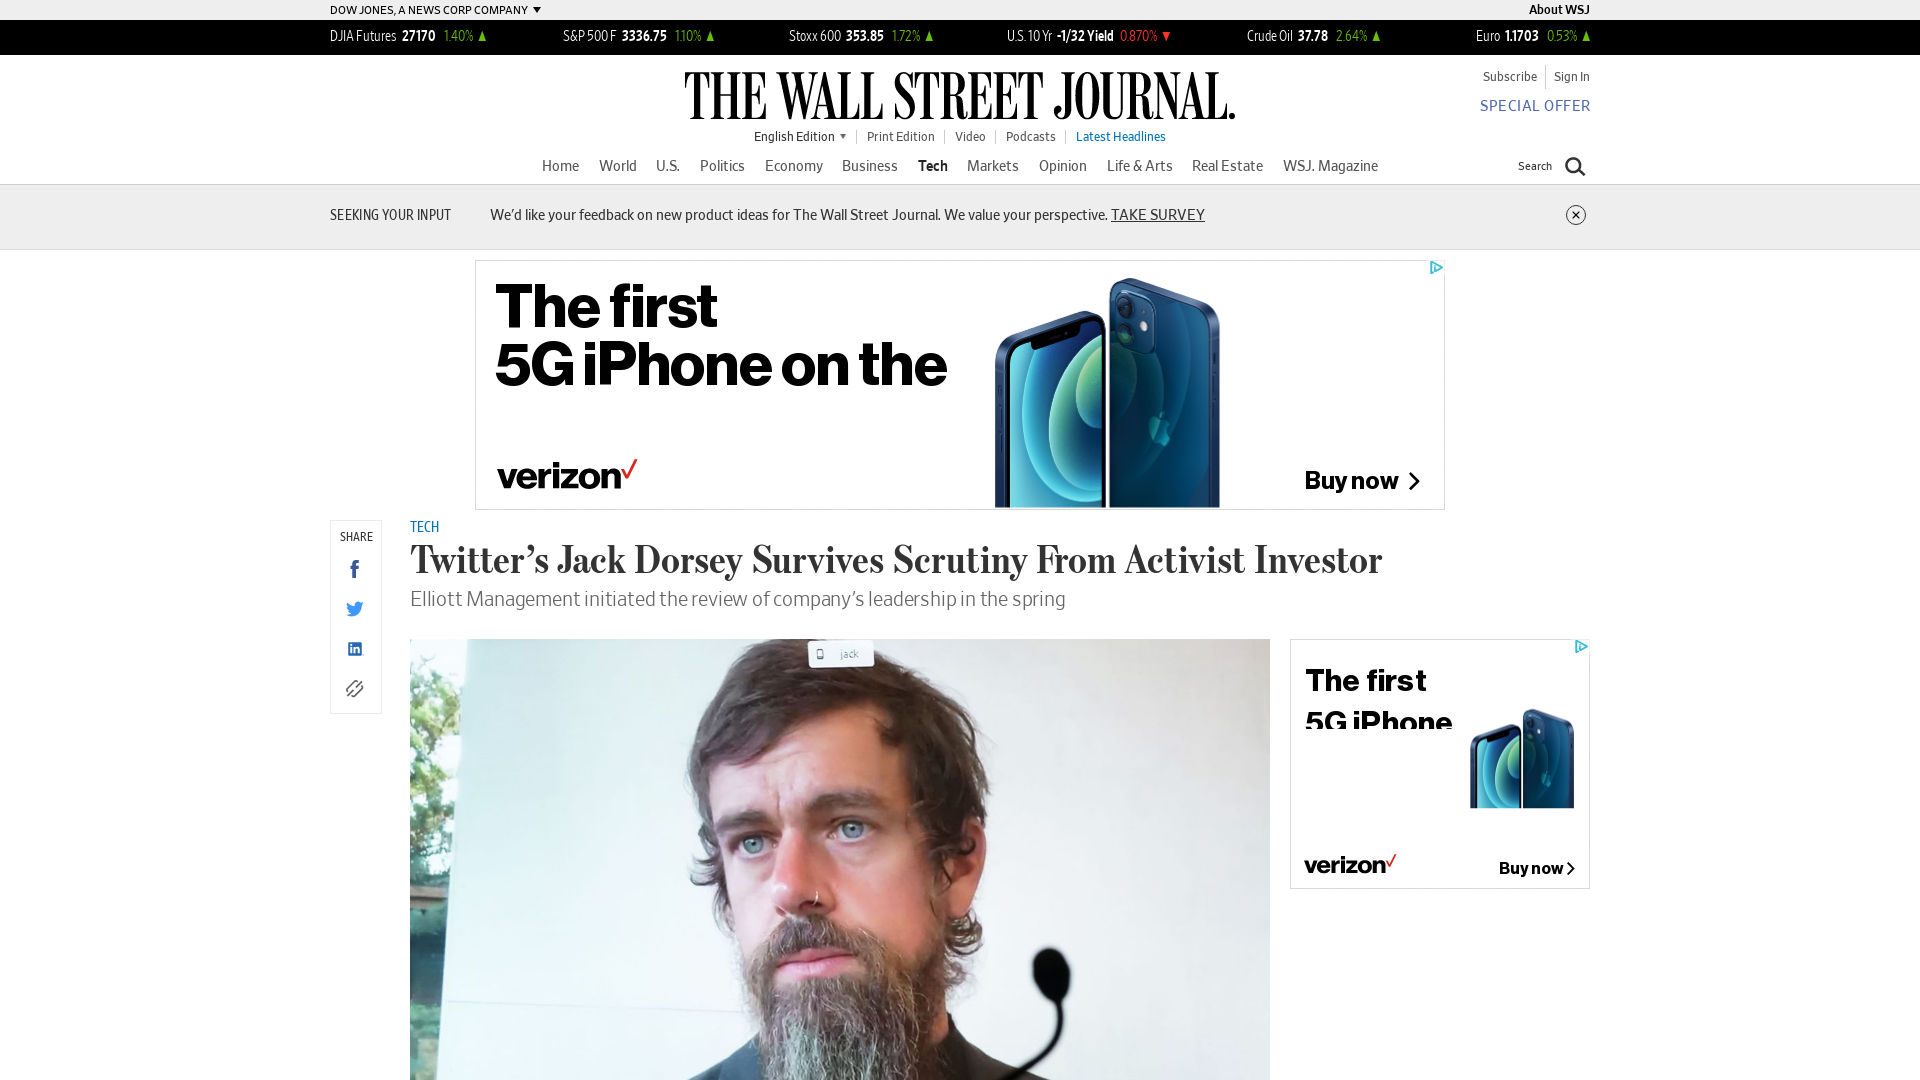 DOW JONES, A NEWS CORP COMPANY
About WSJ
DJIA Futures 27170 1.40%
S&P 500 F 3336.75 1.10%
Stoxx 600 353.85 1.72%
U.S. 10 Yr -1/32 Yield 0.870%
Crude Oil 37.78 2.64%
Euro 1.1703 0.53%
THE WALL STREET JOURNAL.
Subscribe
Sign In
SPECIAL OFFER
English Edition
Print Edition
Video
Podcasts
Latest Headlines
Home
World
U.S.
Politics
Economy
Business
Tech
Markets
Opinion
Life & Arts
Real Estate
WSJ. Magazine
Search
SEEKING YOUR INPUT
We’d like your feedback on new product ideas for The Wall Street Journal. We value your perspective. TAKE SURVEY
The first
5G iPhone on the
verizon
Buy now
SHARE
TECH
Twitter’s Jack Dorsey Survives Scrutiny From Activist Investor
Elliott Management initiated the review of company’s leadership in the spring
jack
The first
5G iPhone
verizon
Buy now